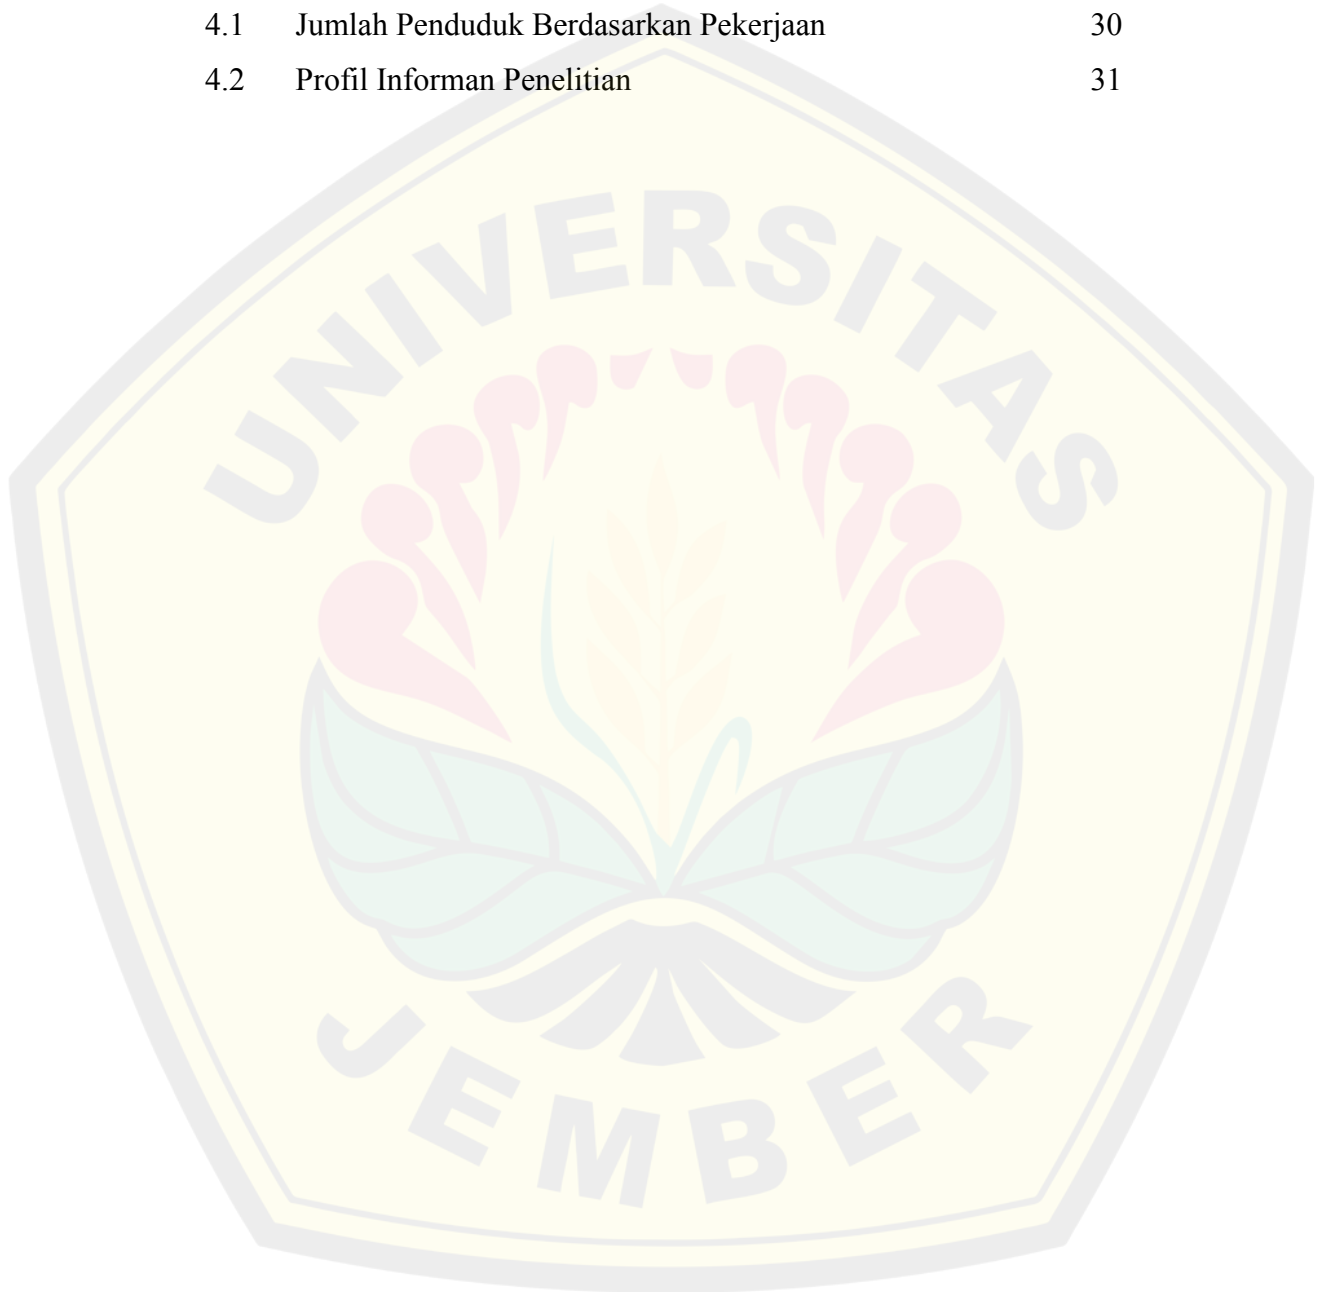 4.1 Jumlah Penduduk Berdasarkan Pekerjaan 30
4.2 Profil Informan Penelitian 31
UNIVERSITAS
JEMBER